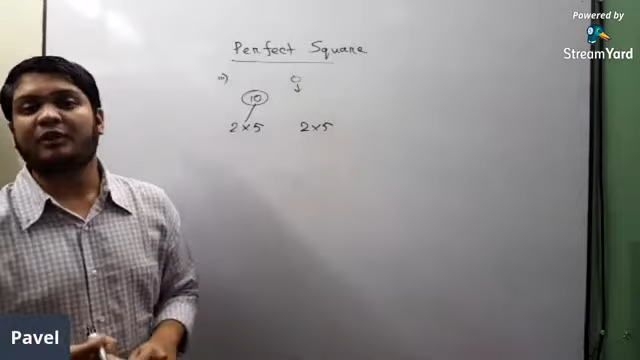 Powered by
StreamYard
Perfect Square
10
2×5 2×5
Pavel